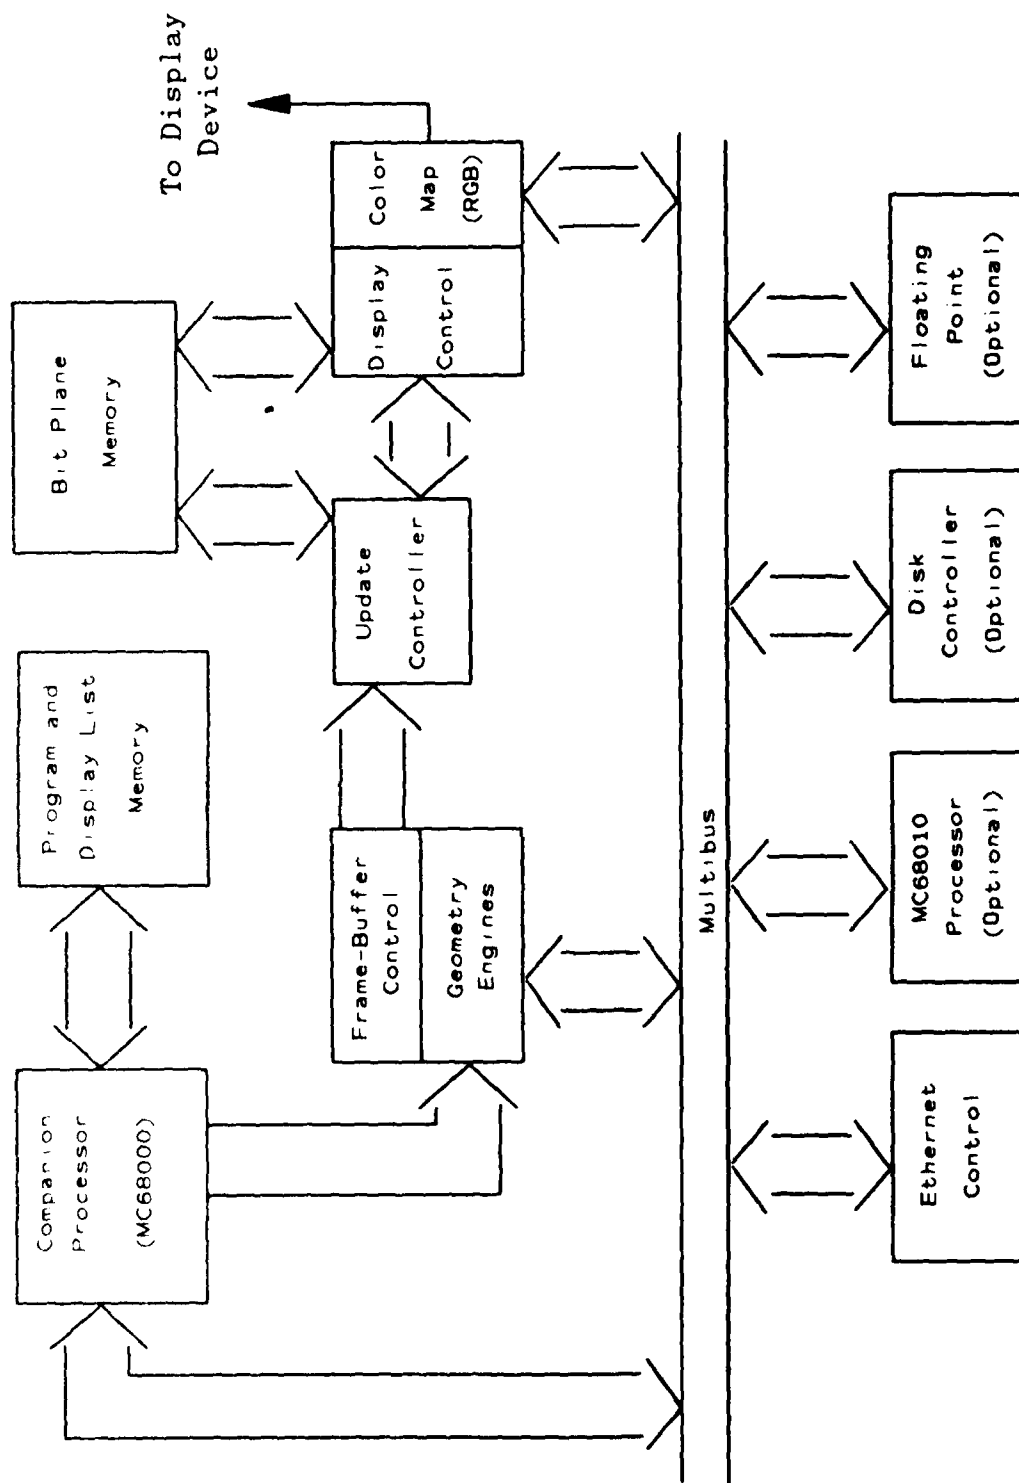 Companion
Processor
(MC68000)
Program and
Display List
Memory
Bit Plane
Memory
To Display
Device
Frame-Buffer
Control
Geometry
Engines
Update
Controller
Display
Control
Color
Map
(RGB)
Multibus
Ethernet
Control
MC68010
Processor
(Optional)
Disk
Controller
(Optional)
Floating
Point
(Optional)